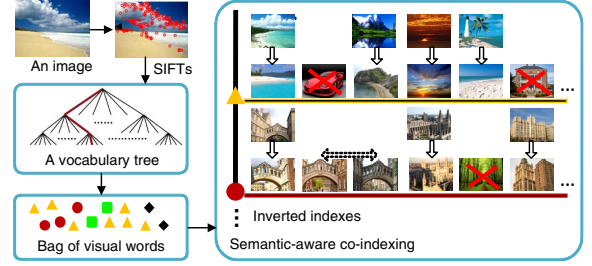 An image
SIFTs
.......
.......
.......
A vocabulary tree
Bag of visual words
...
...
Inverted indexes
Semantic-aware co-indexing